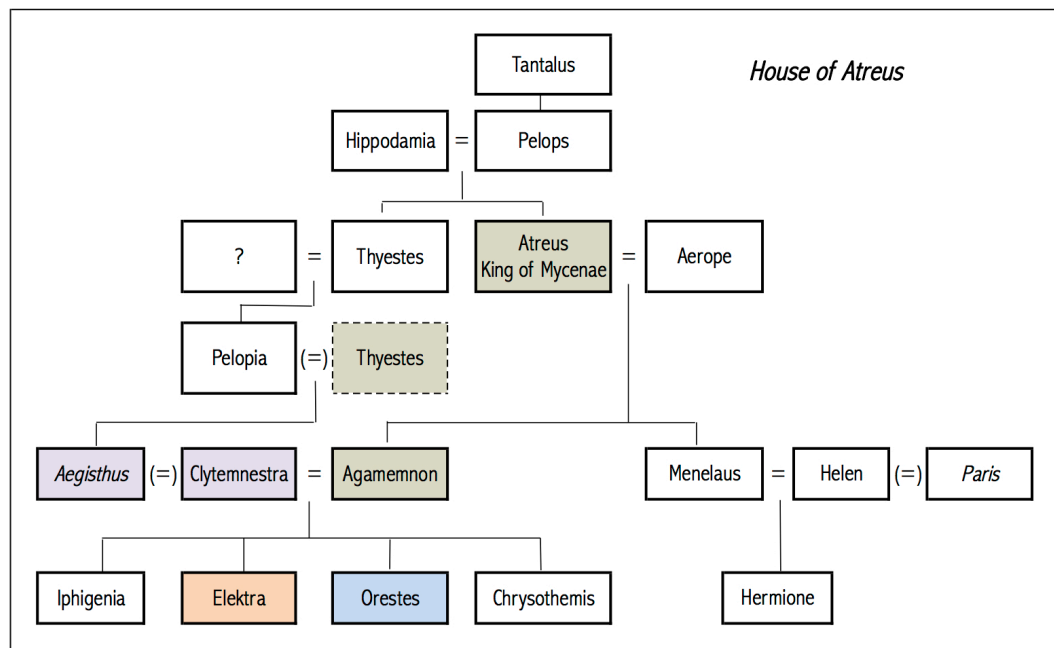 Tantalus
House of Atreus
Hippodamia
=
Pelops
?
=
Thyestes
Atreus
King of Mycenae
=
Aerope
Pelopia
(=)
Thyestes
Aegisthus
(=)
Clytemnestra
=
Agamemnon
Menelaus
=
Helen
(=)
Paris
Iphigenia
Elektra
Orestes
Chrysothemis
Hermione